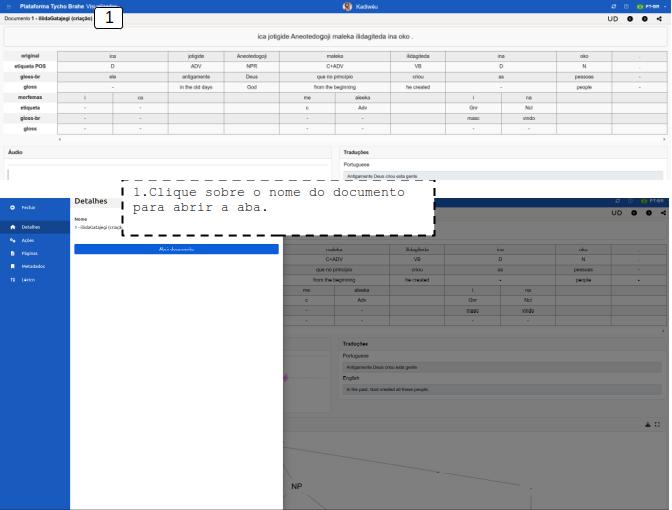 Plataforma Tycho Brahe Visu
Kadiwéu
PT-BR
Documento 1 - ilidaGatajegi (criação)
1
UD
ica jotigide Aneotedogoji maleka ilidagiteda ina oko .
original ica jotigide Aneotedogoji maleka ilidagiteda ina oko .
etiqueta POS D ADV NPR C+ADV VB D N .
gloss-br ele antigamente Deus que no princípio criou as pessoas -
gloss - in the old days God from the beginning he created - people -
morfemas i ca me aleeka i na
etiqueta - - c Adv Gnr Ncl
gloss-br - - - - masc vindo
gloss - - - - - -
Áudio
Traduções
Portuguese
Antigamente Deus criou esta gente
1.Clique sobre o nome do documento
para abrir a aba.
Fechar
Detalhes
Ações
Páginas
Metadados
Léxico
Detalhes
Nome
1 - ilidaGatajegi (criaçã
Mais documento
PT-BR
UD
maleka ilidagiteda ina oko .
C+ADV VB D N .
que no princípio criou as pessoas -
from the beginning he created - people -
me aleeka i na
c Adv Gnr Ncl
- - masc vindo
- - - -
Traduções
Portuguese
Antigamente Deus criou esta gente
English
In the past, God created all these people.
NP